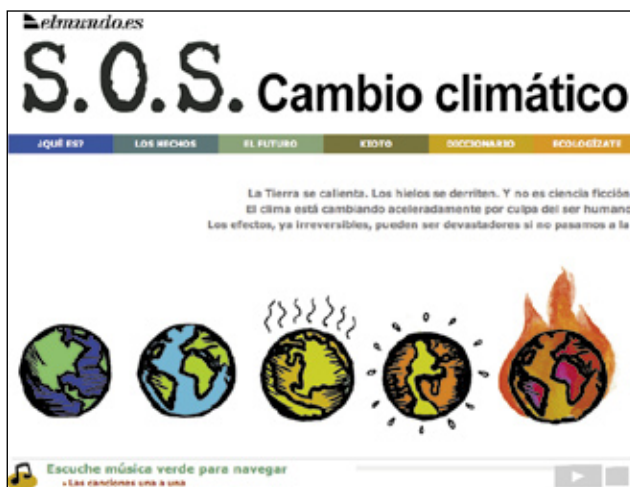 elmundo.es
S.O.S. Cambio climático
¿QUÉ ES? LOS HECHOS EL FUTURO KIOTO DICCIONARIO ECOLOGÍZATE
La Tierra se calienta. Los hielos se derriten. Y no es ciencia ficción
El clima está cambiando aceleradamente por culpa del ser humano
Los efectos, ya irreversibles, pueden ser devastadores si no pasamos a la
Escuche música verde para navegar
Las canciones una a una